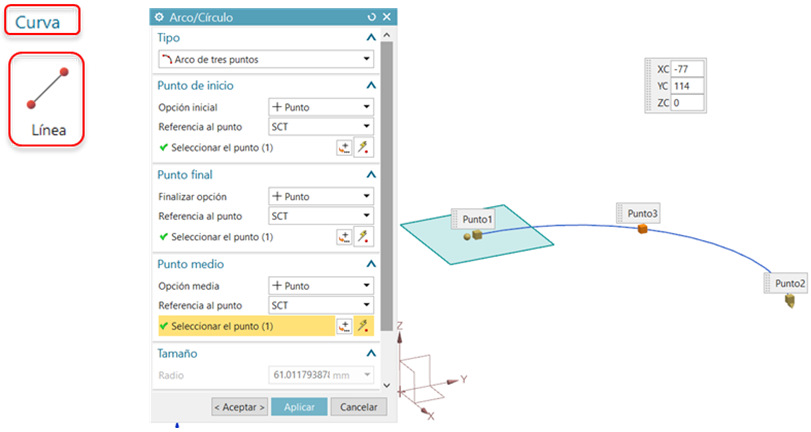 Curva
Línea
Arco/Círculo
Tipo
Arco de tres puntos
Punto de inicio
Opción inicial
Punto
Referencia al punto
SCT
Seleccionar el punto (1)
Punto final
Finalizar opción
Punto
Referencia al punto
SCT
Seleccionar el punto (1)
Punto medio
Opción media
Punto
Referencia al punto
SCT
Seleccionar el punto (1)
Tamaño
Radio
61.011793878 mm
< Aceptar >
Aplicar
Cancelar
XC -77
YC 114
ZC 0
Punto1
Punto3
Punto2
Z
Y
X